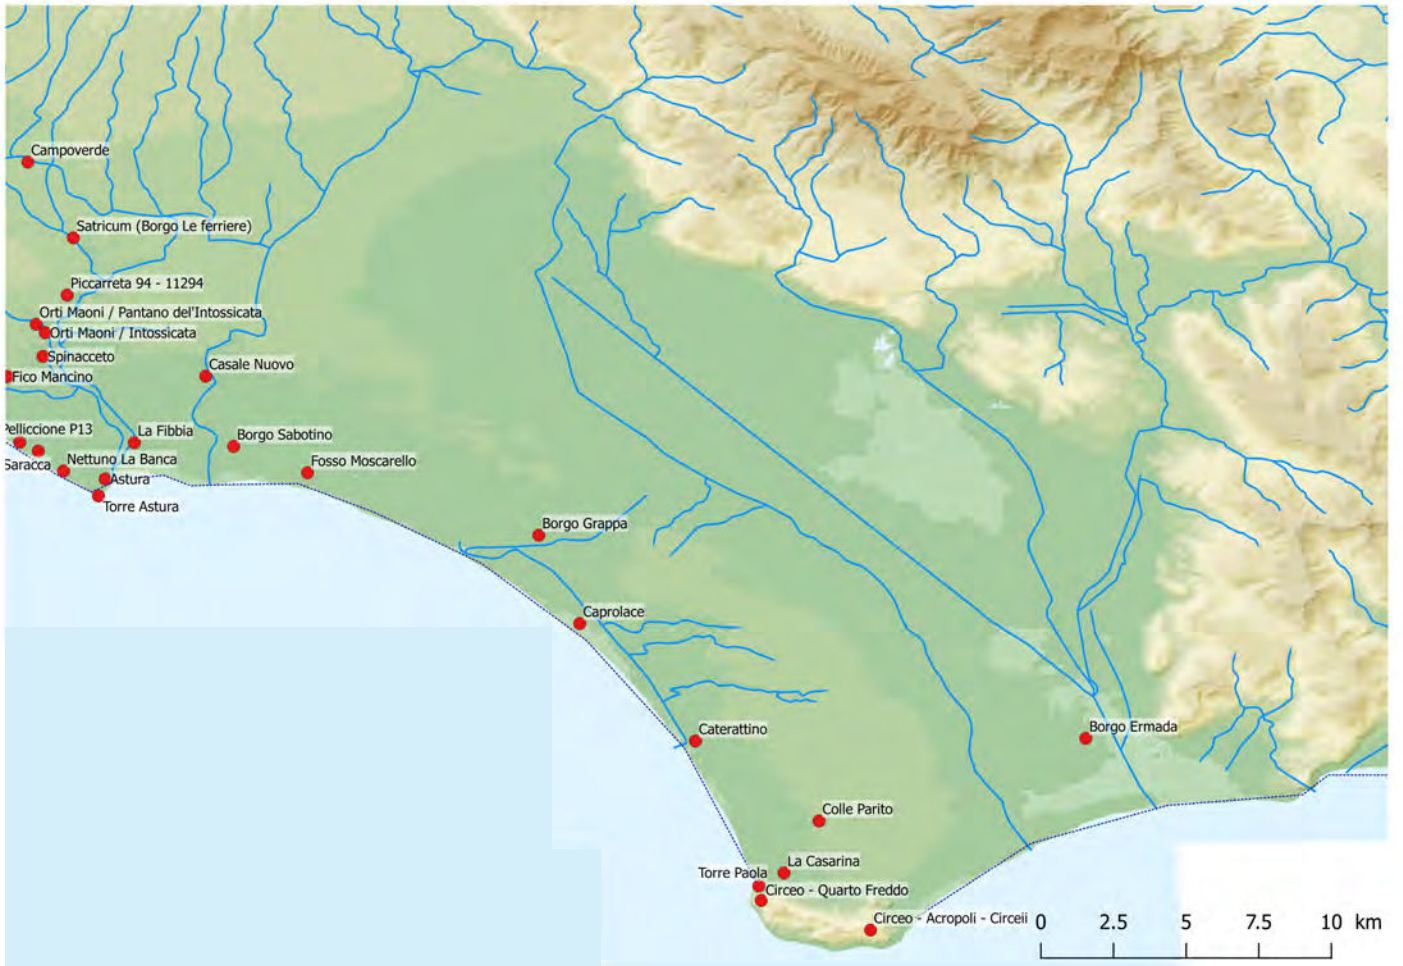 Campoverde
Satricum (Borgo Le ferriere)
Piccarreta 94 - 11294
Orti Maoni / Pantano del'Intossicata
Orti Maoni / Intossicata
Spinacceto
Fico Mancino
Casale Nuovo
Pelliccione P13
La Fibbia
Borgo Sabotino
Saracca
Nettuno La Banca
Fosso Moscarello
Astura
Torre Astura
Borgo Grappa
Caprolace
Caterattino
Borgo Ermada
Colle Parito
La Casarina
Torre Paola
Circeo - Quarto Freddo
Circeo - Acropoli - Circeii
0 2.5 5 7.5 10 km